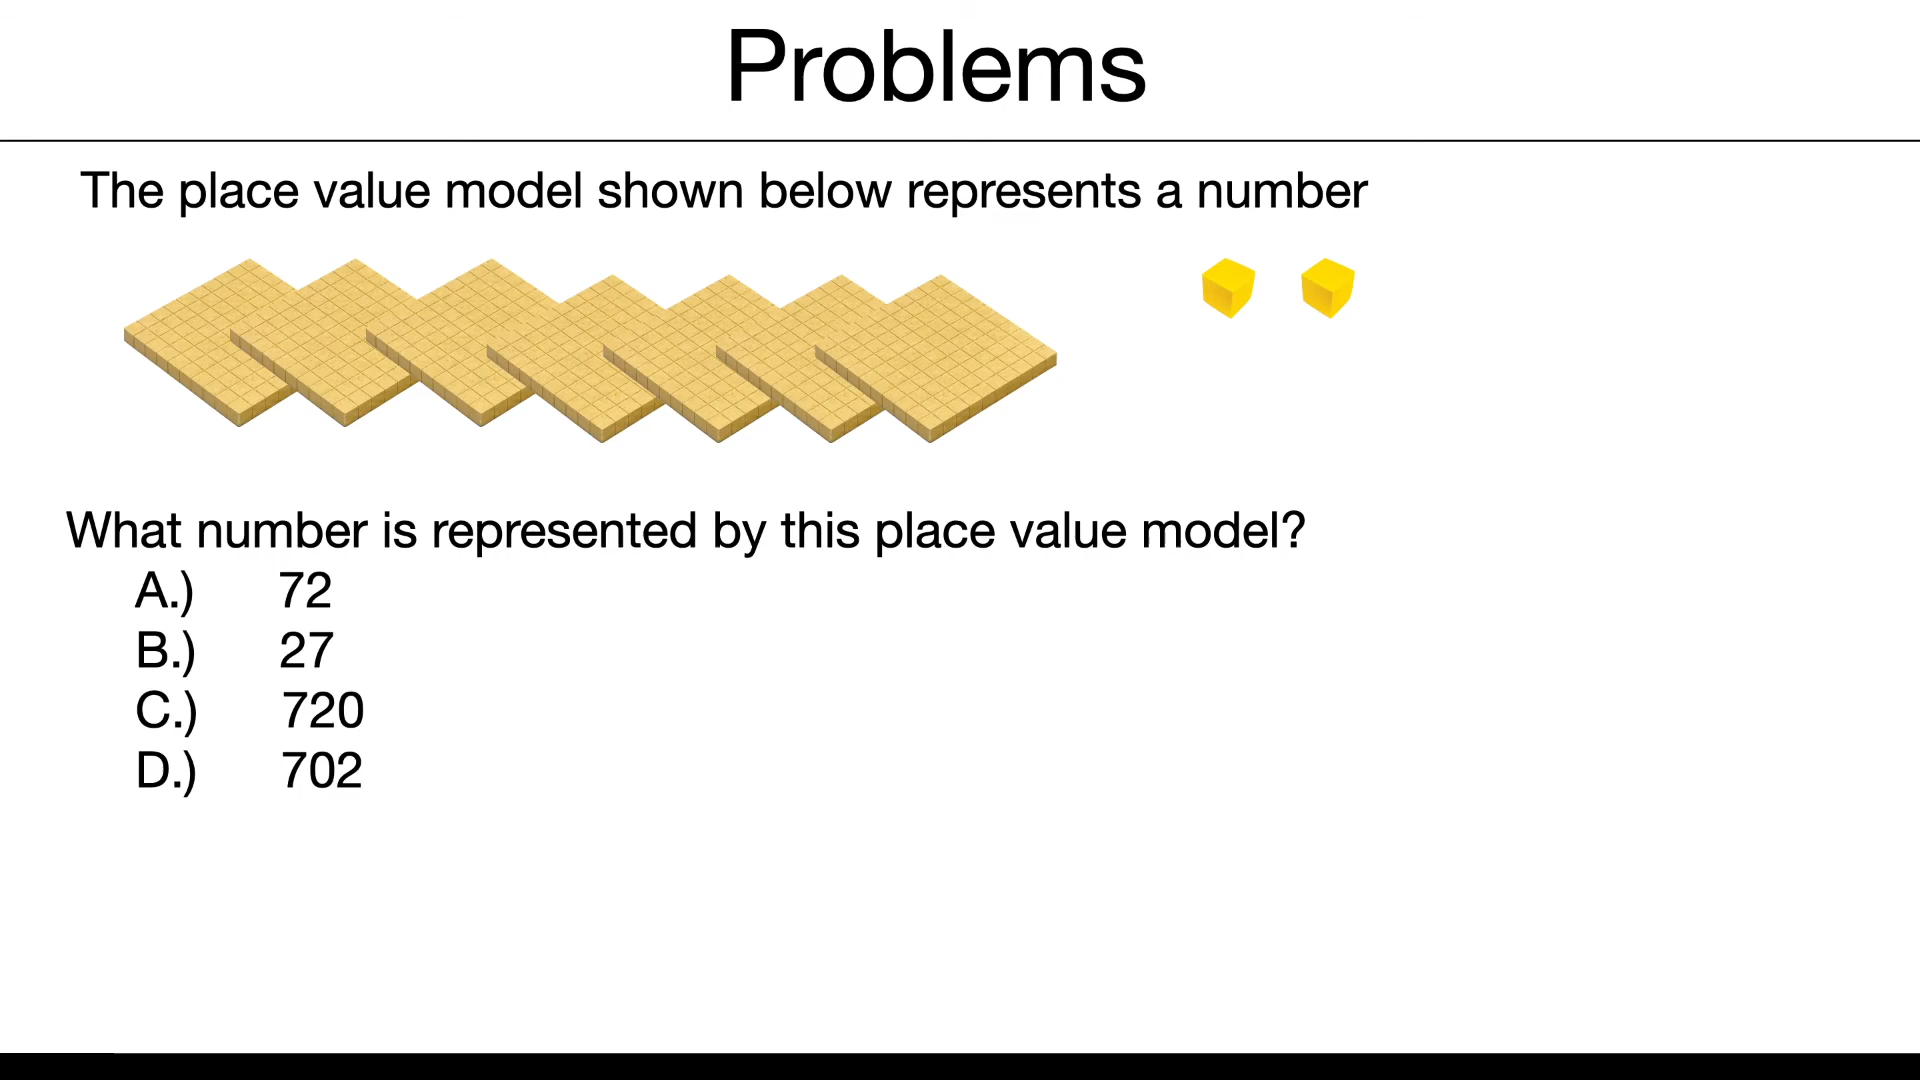 Problems
The place value model shown below represents a number
What number is represented by this place value model?
A.) 72
B.) 27
C.) 720
D.) 702